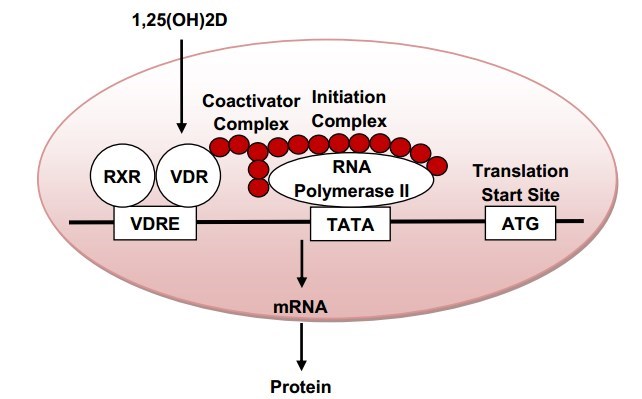 1,25(OH)2D
Coactivator
Complex
Initiation
Complex
RXR
VDR
RNA
Polymerase II
Translation
Start Site
VDRE
TATA
ATG
mRNA
Protein